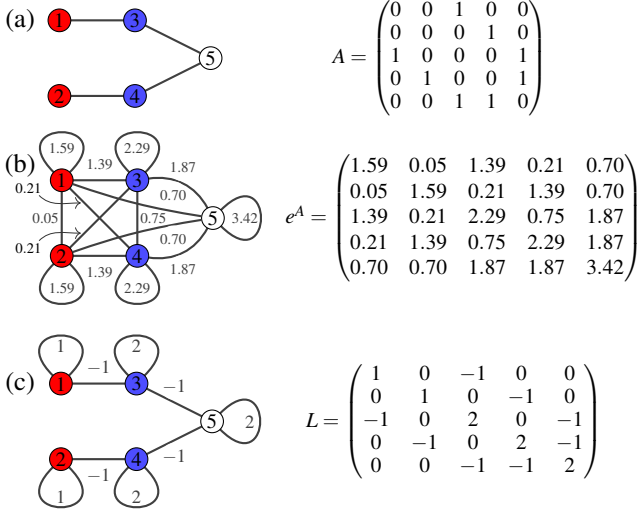 (a)
1 3
5
2 4
A = 
0 0 1 0 0
0 0 0 1 0
1 0 0 0 1
0 1 0 0 1
0 0 1 1 0
(b)
1.59 2.29
1.39 1.87
1 3
0.21 0.70
0.05 0.75 5 3.42
0.21 0.70
2 4
1.39 1.87
1.59 2.29
e^A =
1.59 0.05 1.39 0.21 0.70
0.05 1.59 0.21 1.39 0.70
1.39 0.21 2.29 0.75 1.87
0.21 1.39 0.75 2.29 1.87
0.70 0.70 1.87 1.87 3.42
(c)
1 2
−1
1 3 −1
5 2
2 4 −1
−1
1 2
L =
1 0 −1 0 0
0 1 0 −1 0
−1 0 2 0 −1
0 −1 0 2 −1
0 0 −1 −1 2